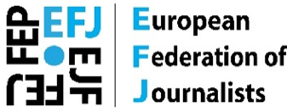 FEP
EFJ
EJF
FEJ
European
Federation of
Journalists